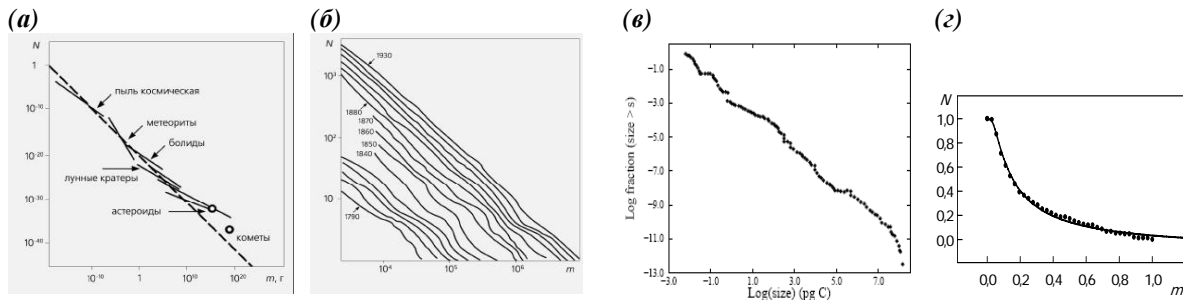 (а)
N
1
10⁻¹⁰
10⁻²⁰
10⁻³⁰
10⁻⁴⁰
пыль космическая
метеориты
болиды
лунные кратеры
астероиды
кометы
10⁻¹⁰
1
10¹⁰
10²⁰
m, г
(б)
N
10³
10²
10
1930
1880
1870
1860
1850
1840
1790
10⁴
10⁵
10⁶
m
(в)
Log fraction (size > s)
−1.0
−3.0
−5.0
−7.0
−9.0
−11.0
−13.0
−3.0
−1.0
1.0
3.0
5.0
7.0
Log(size) (pg C)
(г)
N
1,0
0,8
0,6
0,4
0,2
0,0
0,0
0,2
0,4
0,6
0,8
1,0
m